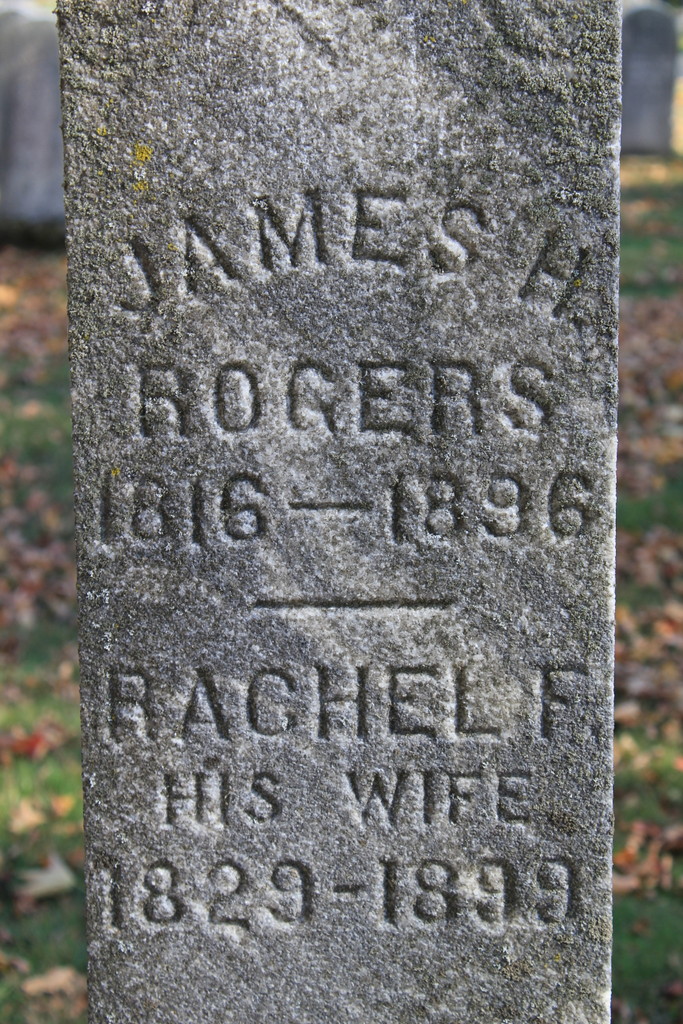 JAMES H.
ROGERS
1816—1896
RACHEL F.
HIS WIFE
1829-1899